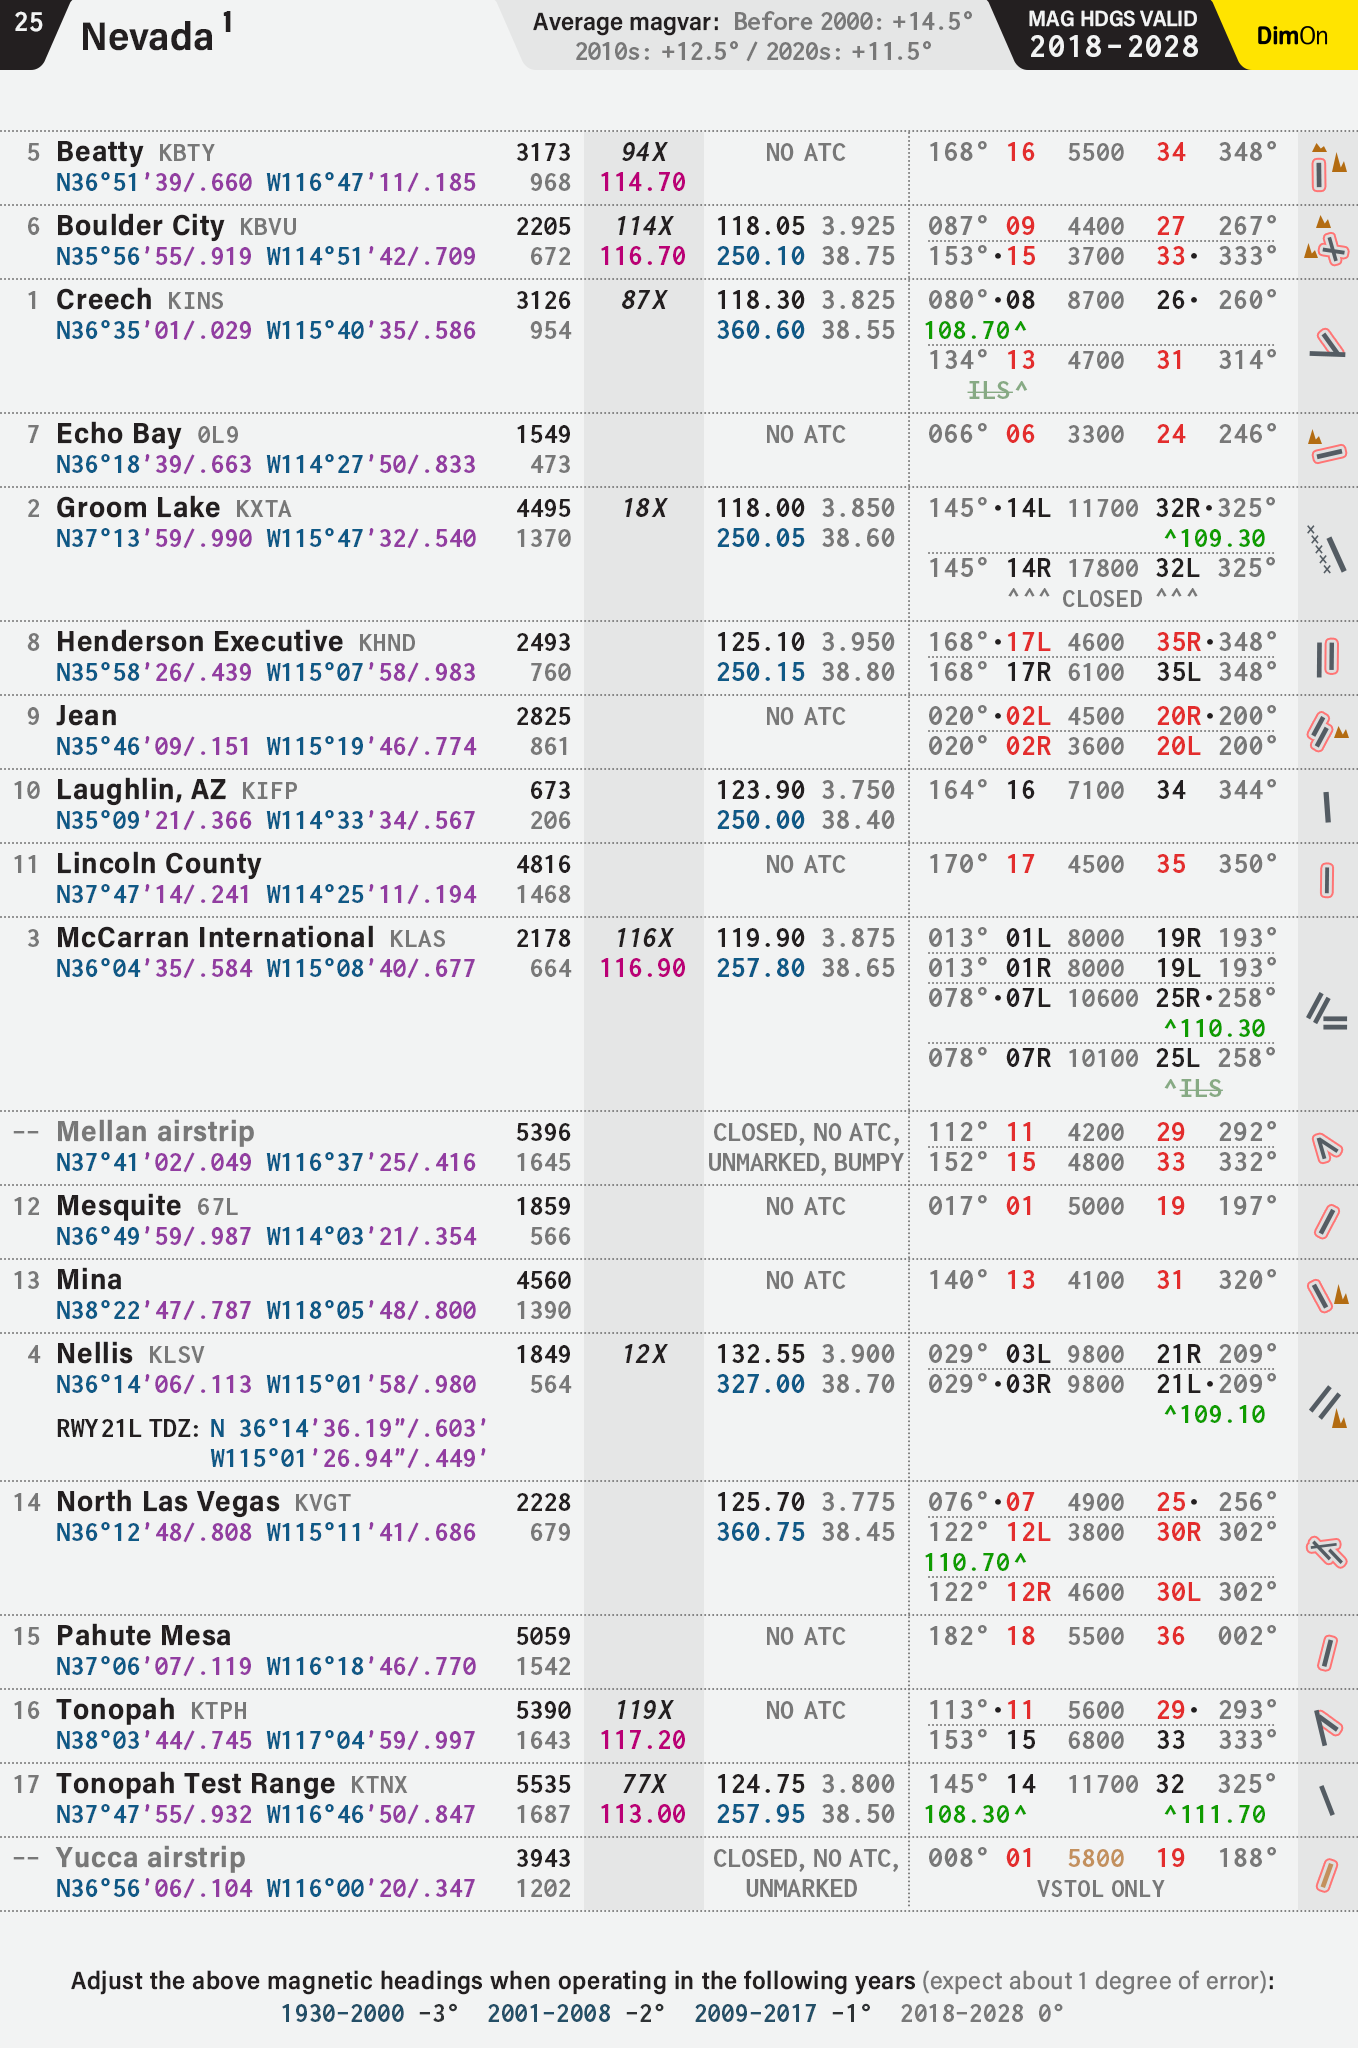 25 Nevada 1 Average magvar: Before 2000: +14.5° MAG HDGS VALID DimOn
2010s: +12.5° / 2020s: +11.5° 2018-2028
5 Beatty KBTY 3173 94X NO ATC 168° 16 5500 34 348°
N36°51'39/.660 W116°47'11/.185 968 114.70
6 Boulder City KBVU 2205 114X 118.05 3.925 087° 09 4400 27 267°
N35°56'55/.919 W114°51'42/.709 672 116.70 250.10 38.75 153°•15 3700 33• 333°
1 Creech KINS 3126 87X 118.30 3.825 080°•08 8700 26• 260°
N36°35'01/.029 W115°40'35/.586 954 360.60 38.55 108.70^
134° 13 4700 31 314°
ILS^
7 Echo Bay 0L9 1549 NO ATC 066° 06 3300 24 246°
N36°18'39/.663 W114°27'50/.833 473
2 Groom Lake KXTA 4495 18X 118.00 3.850 145°•14L 11700 32R•325°
N37°13'59/.990 W115°47'32/.540 1370 250.05 38.60 ^109.30
145° 14R 17800 32L 325°
^^^ CLOSED ^^^
8 Henderson Executive KHND 2493 125.10 3.950 168°•17L 4600 35R•348°
N35°58'26/.439 W115°07'58/.983 760 250.15 38.80 168° 17R 6100 35L 348°
9 Jean 2825 NO ATC 020°•02L 4500 20R•200°
N35°46'09/.151 W115°19'46/.774 861 020° 02R 3600 20L 200°
10 Laughlin, AZ KIFP 673 123.90 3.750 164° 16 7100 34 344°
N35°09'21/.366 W114°33'34/.567 206 250.00 38.40
11 Lincoln County 4816 NO ATC 170° 17 4500 35 350°
N37°47'14/.241 W114°25'11/.194 1468
3 McCarran International KLAS 2178 116X 119.90 3.875 013° 01L 8000 19R 193°
N36°04'35/.584 W115°08'40/.677 664 116.90 257.80 38.65 013° 01R 8000 19L 193°
078°•07L 10600 25R•258°
^110.30
078° 07R 10100 25L 258°
^ILS
-- Mellan airstrip 5396 CLOSED, NO ATC, 112° 11 4200 29 292°
N37°41'02/.049 W116°37'25/.416 1645 UNMARKED, BUMPY 152° 15 4800 33 332°
12 Mesquite 67L 1859 NO ATC 017° 01 5000 19 197°
N36°49'59/.987 W114°03'21/.354 566
13 Mina 4560 NO ATC 140° 13 4100 31 320°
N38°22'47/.787 W118°05'48/.800 1390
4 Nellis KLSV 1849 12X 132.55 3.900 029° 03L 9800 21R 209°
N36°14'06/.113 W115°01'58/.980 564 327.00 38.70 029°•03R 9800 21L•209°
^109.10
RWY21L TDZ: N 36°14'36.19"/.603'
W115°01'26.94"/.449'
14 North Las Vegas KVGT 2228 125.70 3.775 076°•07 4900 25• 256°
N36°12'48/.808 W115°11'41/.686 679 360.75 38.45 122° 12L 3800 30R 302°
110.70^
122° 12R 4600 30L 302°
15 Pahute Mesa 5059 NO ATC 182° 18 5500 36 002°
N37°06'07/.119 W116°18'46/.770 1542
16 Tonopah KTPH 5390 119X NO ATC 113°•11 5600 29• 293°
N38°03'44/.745 W117°04'59/.997 1643 117.20 153° 15 6800 33 333°
17 Tonopah Test Range KTNX 5535 77X 124.75 3.800 145° 14 11700 32 325°
N37°47'55/.932 W116°46'50/.847 1687 113.00 257.95 38.50 108.30^ ^111.70
-- Yucca airstrip 3943 CLOSED, NO ATC, 008° 01 5800 19 188°
N36°56'06/.104 W116°00'20/.347 1202 UNMARKED VSTOL ONLY
Adjust the above magnetic headings when operating in the following years (expect about 1 degree of error):
1930-2000 -3° 2001-2008 -2° 2009-2017 -1° 2018-2028 0°